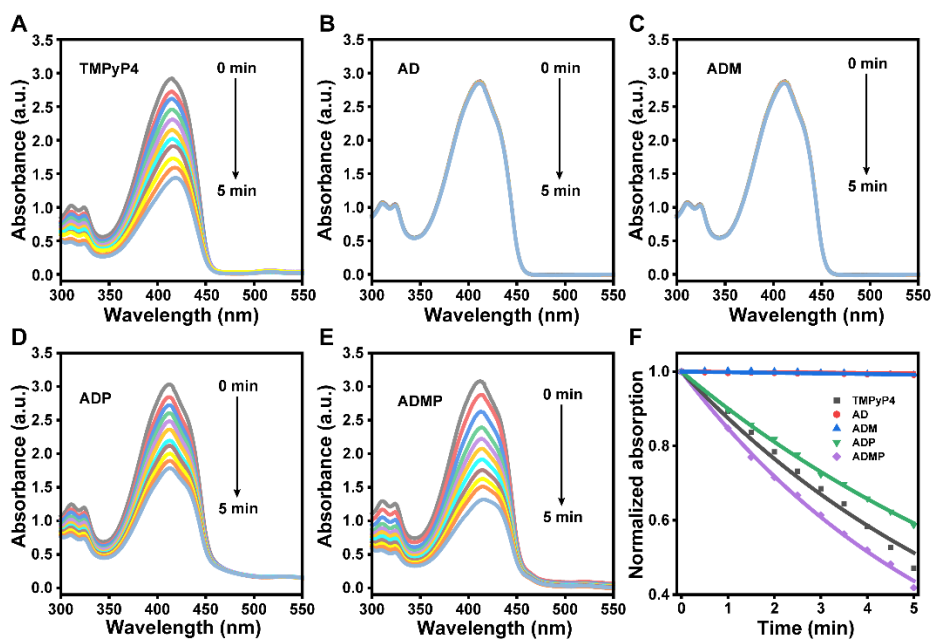 A
B
C
3.5
3.0
2.5
2.0
1.5
1.0
0.5
0.0
Absorbance (a.u.)
TMPyP4
0 min
5 min
300 350 400 450 500 550
Wavelength (nm)
3.5
3.0
2.5
2.0
1.5
1.0
0.5
0.0
Absorbance (a.u.)
AD
0 min
5 min
300 350 400 450 500 550
Wavelength (nm)
3.5
3.0
2.5
2.0
1.5
1.0
0.5
0.0
Absorbance (a.u.)
ADM
0 min
5 min
300 350 400 450 500 550
Wavelength (nm)
D
E
F
3.5
3.0
2.5
2.0
1.5
1.0
0.5
0.0
Absorbance (a.u.)
ADP
0 min
5 min
300 350 400 450 500 550
Wavelength (nm)
3.5
3.0
2.5
2.0
1.5
1.0
0.5
0.0
Absorbance (a.u.)
0 min
5 min
ADMP
300 350 400 450 500 550
Wavelength (nm)
1.0
0.8
0.6
0.4
Normalized absorption
TMPyP4
AD
ADM
ADP
ADMP
0 1 2 3 4 5
Time (min)